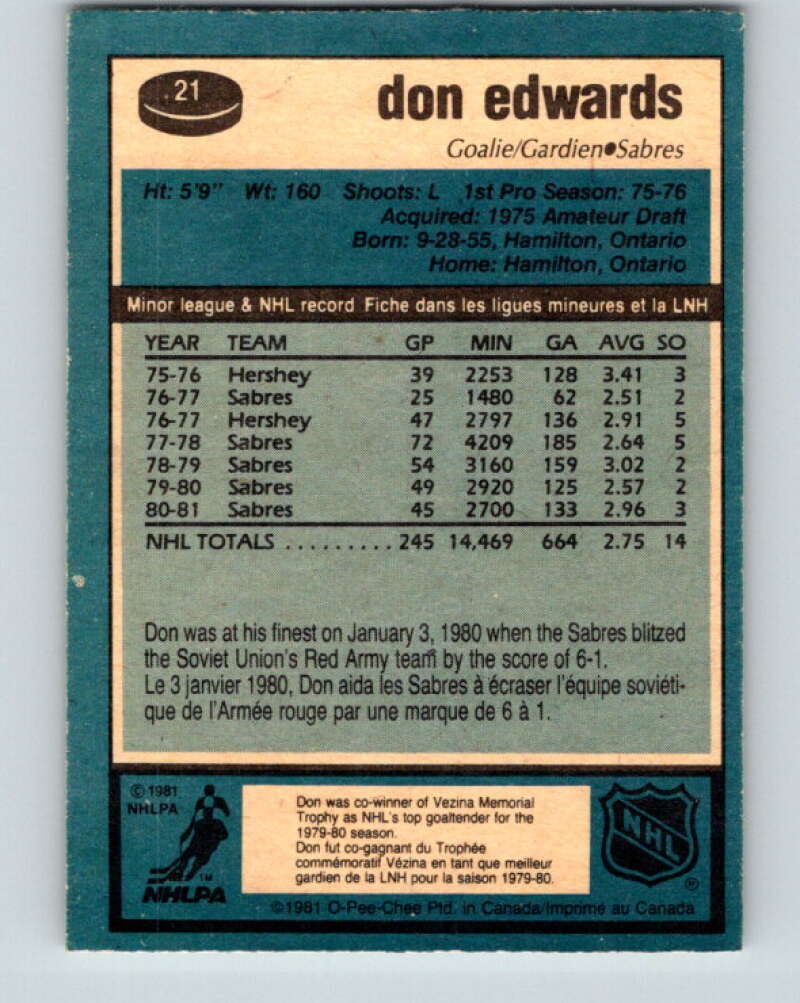 21
don edwards
Goalie/Gardien●Sabres
Ht: 5'9" Wt: 160 Shoots: L 1st Pro Season: 75-76
Acquired: 1975 Amateur Draft
Born: 9-28-55, Hamilton, Ontario
Home: Hamilton, Ontario
Minor league & NHL record Fiche dans les ligues mineures et la LNH
YEAR TEAM GP MIN GA AVG SO
75-76 Hershey 39 2253 128 3.41 3
76-77 Sabres 25 1480 62 2.51 2
76-77 Hershey 47 2797 136 2.91 5
77-78 Sabres 72 4209 185 2.64 5
78-79 Sabres 54 3160 159 3.02 2
79-80 Sabres 49 2920 125 2.57 2
80-81 Sabres 45 2700 133 2.96 3
NHL TOTALS .......... 245 14,469 664 2.75 14
Don was at his finest on January 3, 1980 when the Sabres blitzed
the Soviet Union's Red Army team by the score of 6-1.
Le 3 janvier 1980, Don aida les Sabres à écraser l'équipe soviéti-
que de l'Armée rouge par une marque de 6 à 1.
© 1981
NHLPA
TM
NHLPA
Don was co-winner of Vezina Memorial
Trophy as NHL's top goaltender for the
1979-80 season.
Don fut co-gagnant du Trophée
commémoratif Vézina en tant que meilleur
gardien de la LNH pour la saison 1979-80.
NHL
©1981 O-Pee-Chee Ptd. in Canada/Imprimé au Canada